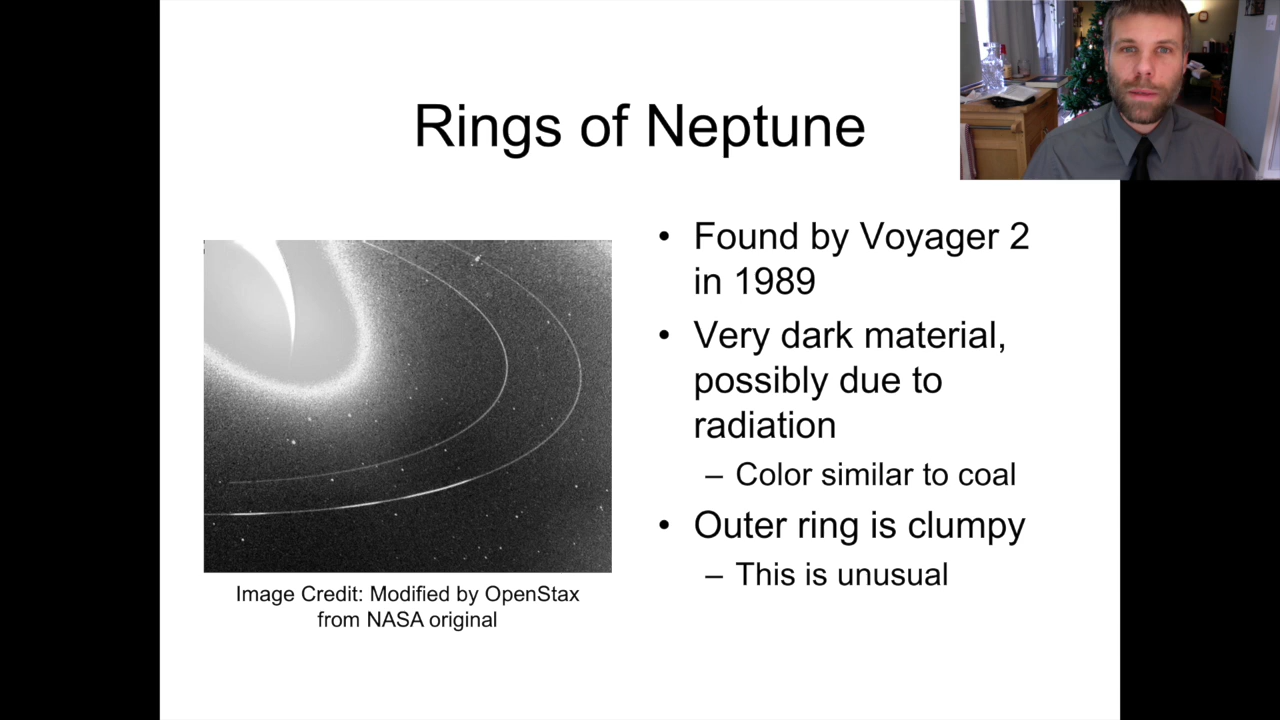 Rings of Neptune
• Found by Voyager 2
in 1989
• Very dark material,
possibly due to
radiation
– Color similar to coal
• Outer ring is clumpy
– This is unusual
Image Credit: Modified by OpenStax
from NASA original